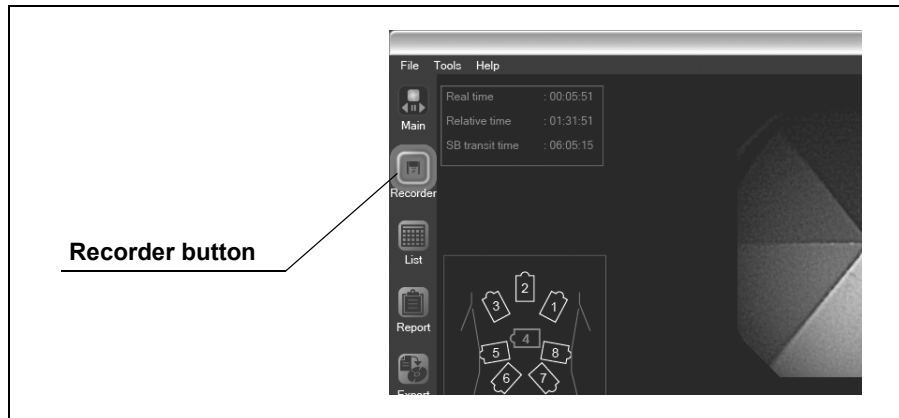 File Tools Help
Main
Real time : 00:05:51
Relative time : 01:31:51
SB transit time : 06:05:15
Recorder
Recorder button
List
2
3 1
4
5 8
6 7
Report
Export